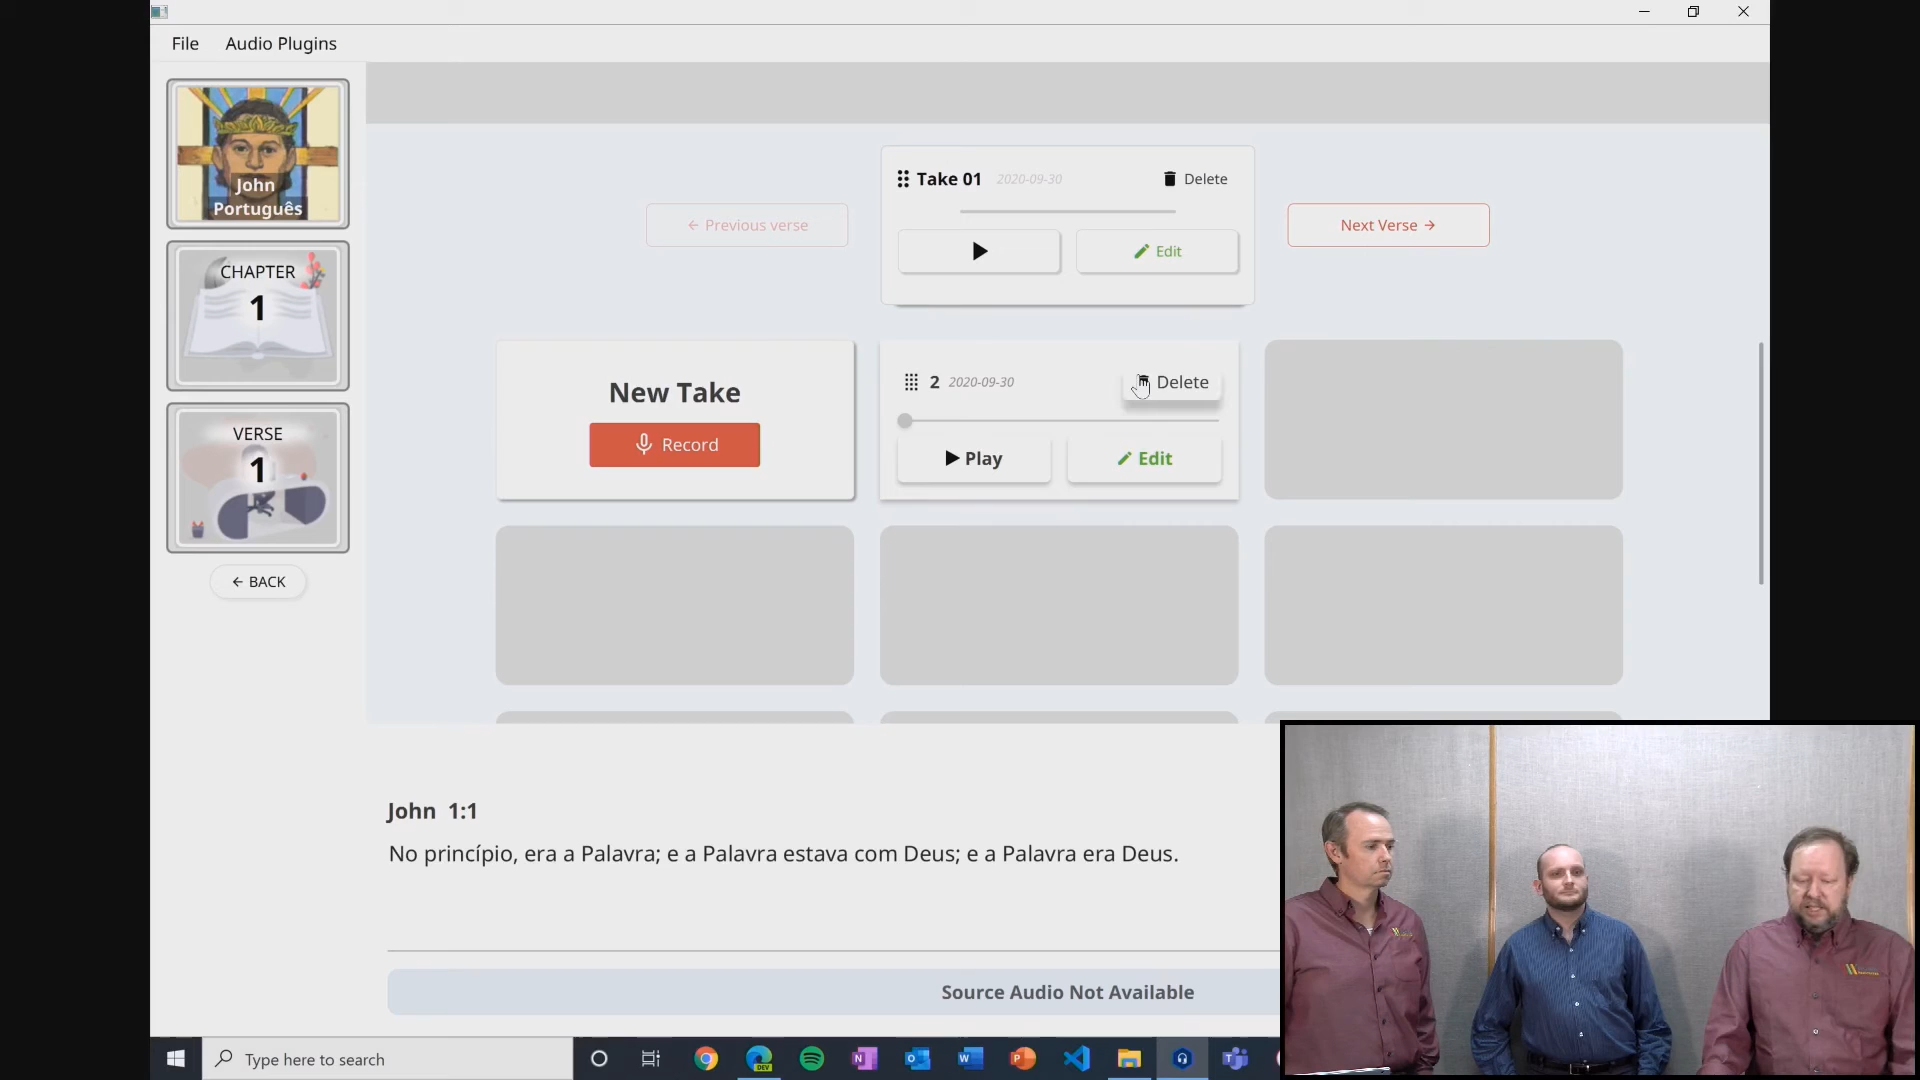 File Audio Plugins
John
Português
CHAPTER
1
VERSE
1
← BACK
Take 01 2020-09-30 Delete
← Previous verse
Next Verse →
Edit
New Take
Record
2 2020-09-30 Delete
Play Edit
John 1:1
No princípio, era a Palavra; e a Palavra estava com Deus; e a Palavra era Deus.
Source Audio Not Available
Type here to search
DEV